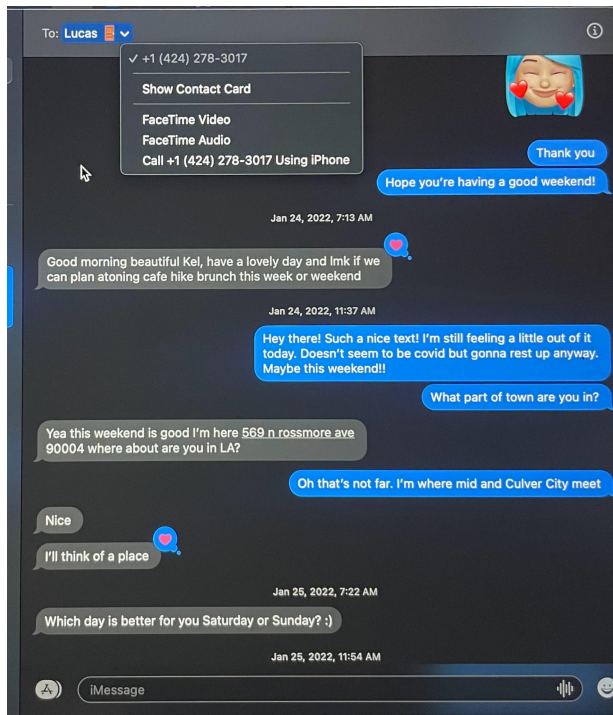 To: Lucas
+1 (424) 278-3017
Show Contact Card
FaceTime Video
FaceTime Audio
Call +1 (424) 278-3017 Using iPhone
Thank you
Hope you're having a good weekend!
Jan 24, 2022, 7:13 AM
Good morning beautiful Kel, have a lovely day and lmk if we
can plan atoning cafe hike brunch this week or weekend
Jan 24, 2022, 11:37 AM
Hey there! Such a nice text! I'm still feeling a little out of it
today. Doesn't seem to be covid but gonna rest up anyway.
Maybe this weekend!!
What part of town are you in?
Yea this weekend is good I'm here 569 n rossmore ave
90004 where about are you in LA?
Oh that's not far. I'm where mid and Culver City meet
Nice
I'll think of a place
Jan 25, 2022, 7:22 AM
Which day is better for you Saturday or Sunday? :)
Jan 25, 2022, 11:54 AM
iMessage